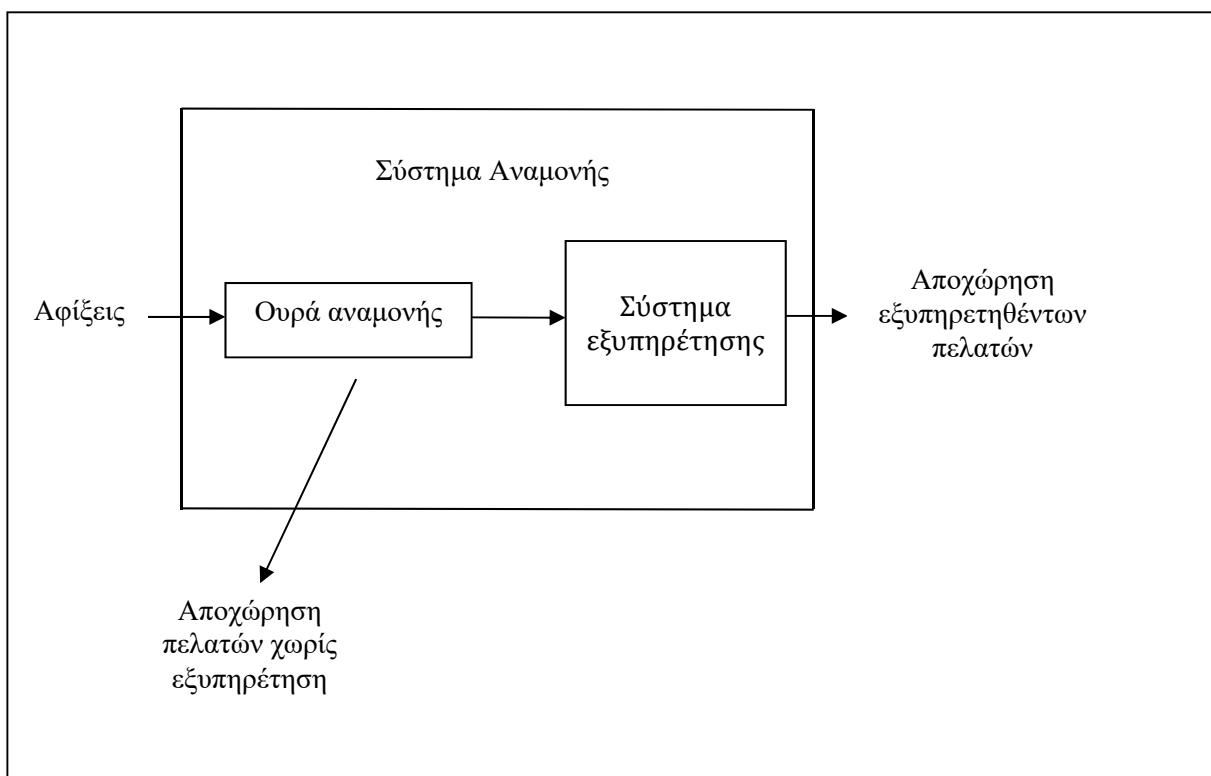 Σύστημα Αναμονής
Αφίξεις
Ουρά αναμονής
Σύστημα
εξυπηρέτησης
Αποχώρηση
εξυπηρετηθέντων
πελατών
Αποχώρηση
πελατών χωρίς
εξυπηρέτηση